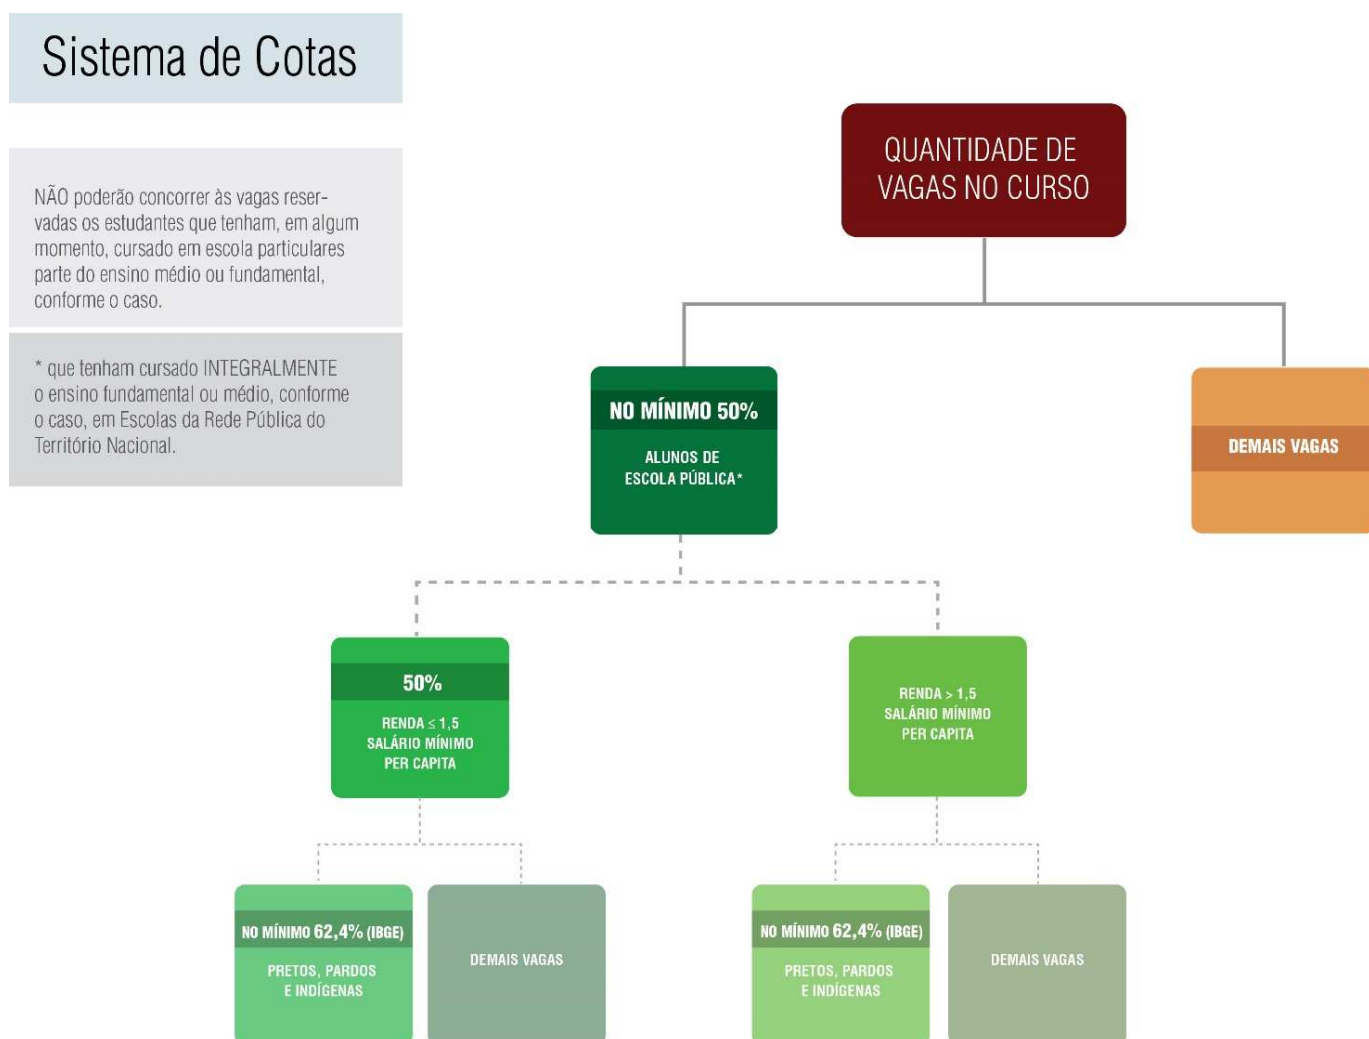 Sistema de Cotas
NÃO poderão concorrer às vagas reser-
vadas os estudantes que tenham, em algum
momento, cursado em escola particulares
parte do ensino médio ou fundamental,
conforme o caso.
* que tenham cursado INTEGRALMENTE
o ensino fundamental ou médio, conforme
o caso, em Escolas da Rede Pública do
Território Nacional.
QUANTIDADE DE
VAGAS NO CURSO
NO MÍNIMO 50%
ALUNOS DE
ESCOLA PÚBLICA*
DEMAIS VAGAS
50%
RENDA ≤ 1,5
SALÁRIO MÍNIMO
PER CAPITA
RENDA > 1,5
SALÁRIO MÍNIMO
PER CAPITA
NO MÍNIMO 62,4% (IBGE)
PRETOS, PARDOS
E INDÍGENAS
DEMAIS VAGAS
NO MÍNIMO 62,4% (IBGE)
PRETOS, PARDOS
E INDÍGENAS
DEMAIS VAGAS